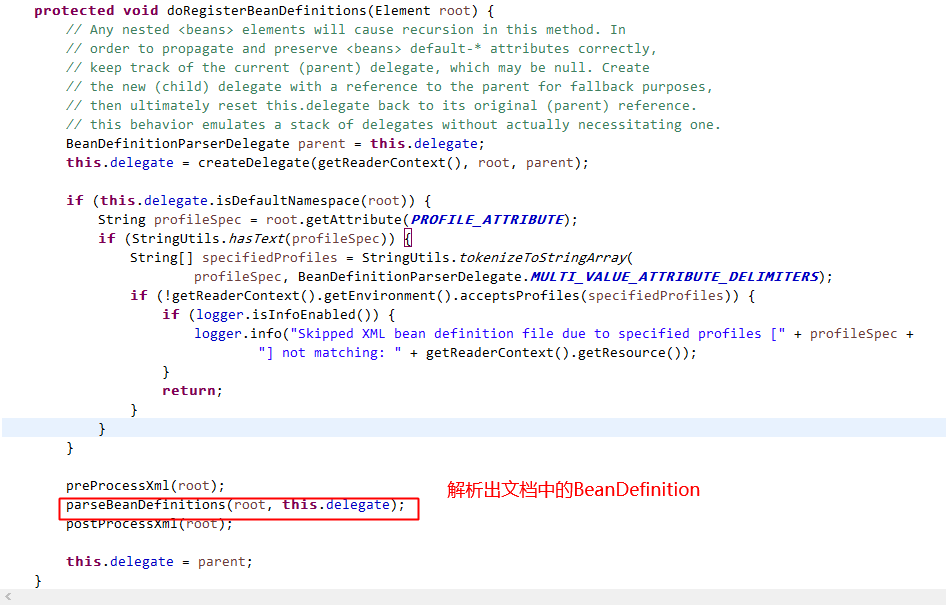 protected void doRegisterBeanDefinitions(Element root) {
// Any nested <beans> elements will cause recursion in this method. In
// order to propagate and preserve <beans> default-* attributes correctly,
// keep track of the current (parent) delegate, which may be null. Create
// the new (child) delegate with a reference to the parent for fallback purposes,
// then ultimately reset this.delegate back to its original (parent) reference.
// this behavior emulates a stack of delegates without actually necessitating one.
BeanDefinitionParserDelegate parent = this.delegate;
this.delegate = createDelegate(getReaderContext(), root, parent);
if (this.delegate.isDefaultNamespace(root)) {
String profileSpec = root.getAttribute(PROFILE_ATTRIBUTE);
if (StringUtils.hasText(profileSpec)) {
String[] specifiedProfiles = StringUtils.tokenizeToStringArray(
profileSpec, BeanDefinitionParserDelegate.MULTI_VALUE_ATTRIBUTE_DELIMITERS);
if (!getReaderContext().getEnvironment().acceptsProfiles(specifiedProfiles)) {
if (logger.isInfoEnabled()) {
logger.info("Skipped XML bean definition file due to specified profiles [" + profileSpec +
"] not matching: " + getReaderContext().getResource());
}
return;
}
}
}
preProcessXml(root);
parseBeanDefinitions(root, this.delegate);
解析出文档中的BeanDefinition
postProcessXml(root);
this.delegate = parent;
}